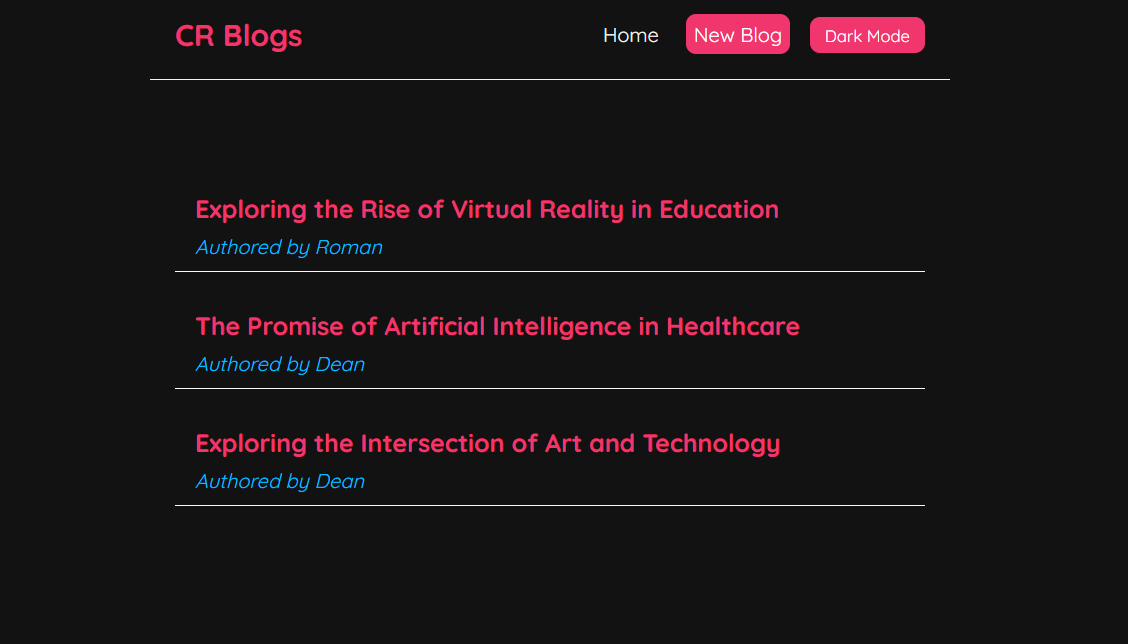 CR Blogs
Home
New Blog
Dark Mode
Exploring the Rise of Virtual Reality in Education
Authored by Roman
The Promise of Artificial Intelligence in Healthcare
Authored by Dean
Exploring the Intersection of Art and Technology
Authored by Dean